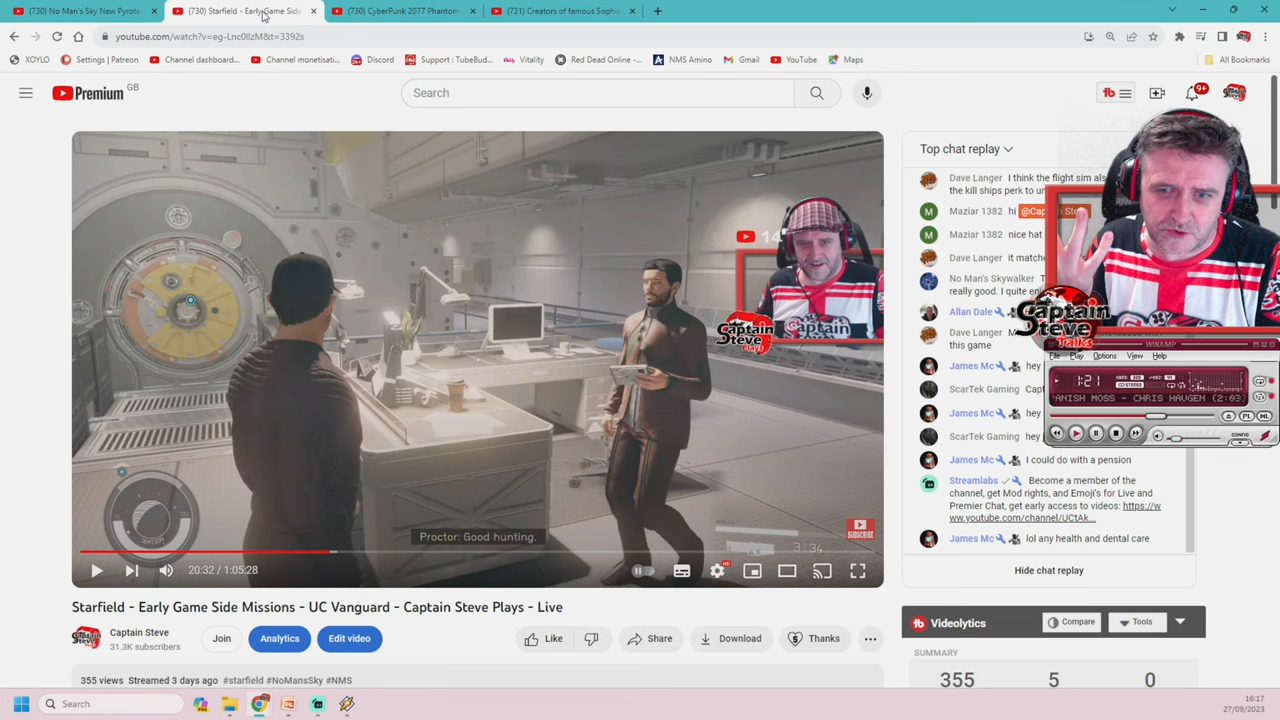 (730) No Man's Sky New Pyrote
(730) Starfield - Early Game Side
(730) CyberPunk 2077 Phantom
(731) Creators of famous Sophi
youtube.com/watch?v=eg-Lnc0IIzM&t=3392s
XOYLO
Settings | Patreon
Channel dashboard...
Channel monetisati...
Discord
Support : TubeBud...
Vitality
Red Dead Online -...
NMS Amino
Gmail
YouTube
Maps
All Bookmarks
Premium GB
Search
9+
Top chat replay
Dave Langer I think the flight sim als
the kill ships perk to un
Maziar 1382 hi @Captain Ste
Maziar 1382 nice hat
Dave Langer it matche
No Man's Skywalker T
really good. I quite en
Allan Dale
Dave Langer
this game
James Mc hey
ScarTek Gaming Capt
James Mc hey
ScarTek Gaming hey
James Mc I could do with a pension
Streamlabs Become a member of the
channel, get Mod rights, and Emoji's for Live and
Premier Chat, get early access to videos: https://w
ww.youtube.com/channel/UCtAk...
James Mc lol any health and dental care
Hide chat replay
Captain
Steve
Talks
WINAMP
File Play Options View Help
1:21
ANISH MOSS - CHRIS HAUGEN (2:03)
14
Captain
Steve
Plays
Proctor: Good hunting.
SUBSCRIBE
20:32 / 1:05:28
Starfield - Early Game Side Missions - UC Vanguard - Captain Steve Plays - Live
Captain Steve
31.3K subscribers
Join
Analytics
Edit video
Like
Share
Download
Thanks
355 views Streamed 3 days ago #starfield #NoMansSky #NMS
Videolytics
Compare
Tools
SUMMARY
355
5
0
Search
16:17
27/09/2023